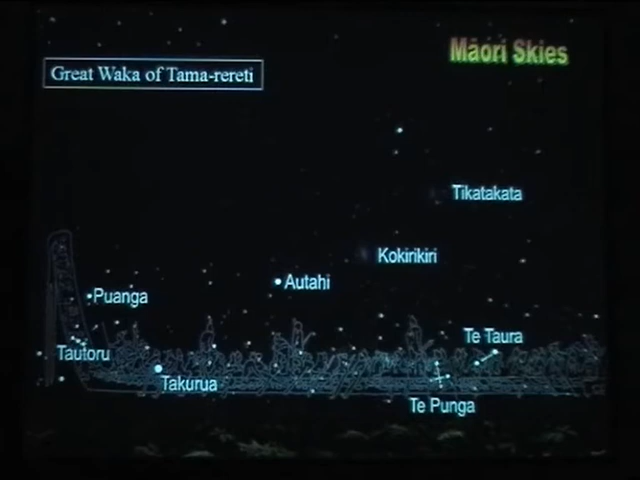 Māori Skies
Great Waka of Tama-rereti
Tikatakata
Kokirikiri
Autahi
Puanga
Te Taura
Tautoru
Takurua
Te Punga